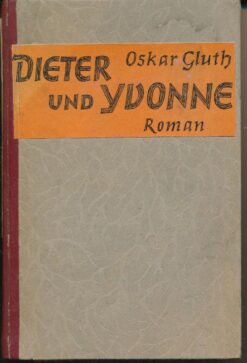 Oskar Gluth
DIETER
UND YVONNE
Roman